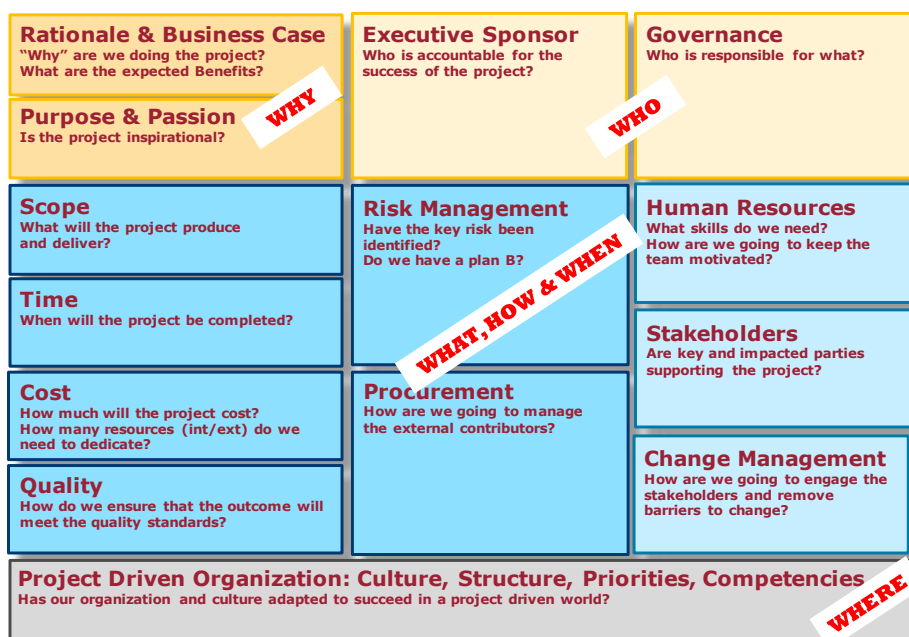 Rationale & Business Case
“Why” are we doing the project?
What are the expected Benefits?
Purpose & Passion
Is the project inspirational?
WHY
Executive Sponsor
Who is accountable for the
success of the project?
Governance
Who is responsible for what?
WHO
Scope
What will the project produce
and deliver?
Time
When will the project be completed?
Cost
How much will the project cost?
How many resources (int/ext) do we
need to dedicate?
Quality
How do we ensure that the outcome will
meet the quality standards?
Risk Management
Have the key risk been
identified?
Do we have a plan B?
WHAT, HOW & WHEN
Procurement
How are we going to manage
the external contributors?
Human Resources
What skills do we need?
How are we going to keep the
team motivated?
Stakeholders
Are key and impacted parties
supporting the project?
Change Management
How are we going to engage the
stakeholders and remove
barriers to change?
Project Driven Organization: Culture, Structure, Priorities, Competencies
Has our organization and culture adapted to succeed in a project driven world?
WHERE